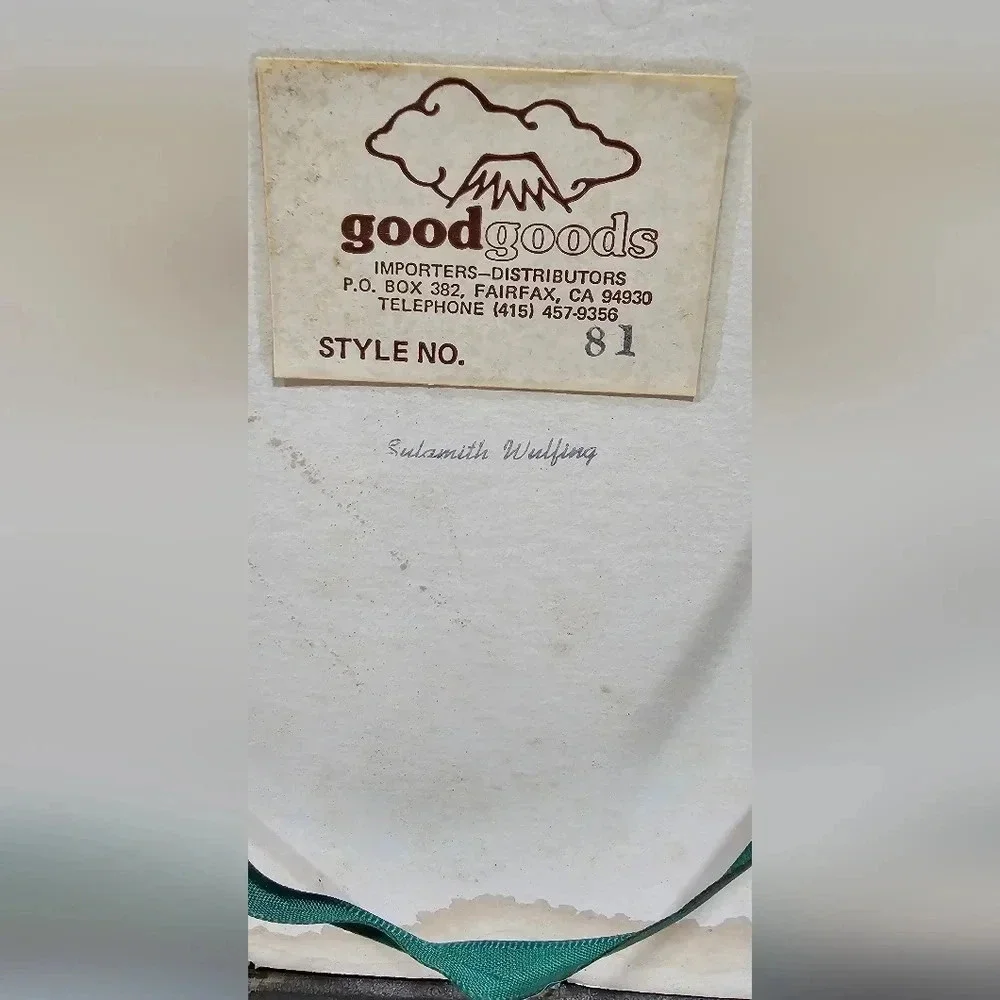 goodgoods
IMPORTERS—DISTRIBUTORS
P.O. BOX 382, FAIRFAX, CA 94930
TELEPHONE (415) 457-9356
STYLE NO. 81
Sulamith Wulfing